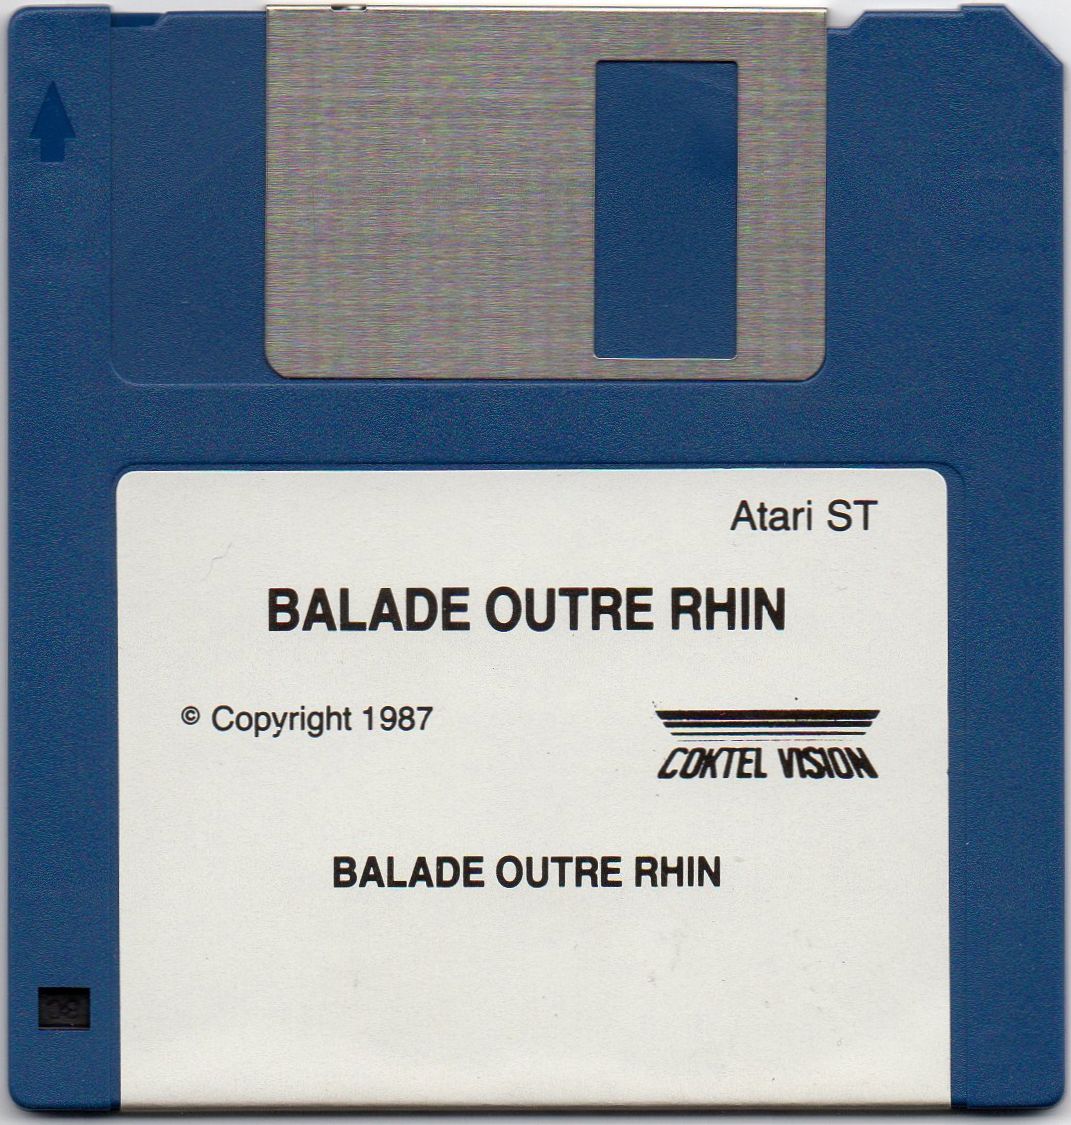 Atari ST
BALADE OUTRE RHIN
© Copyright 1987
COKTEL VISION
BALADE OUTRE RHIN